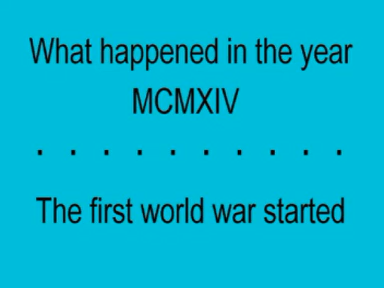 What happened in the year
MCMXIV
. . . . . . . . . .
The first world war started